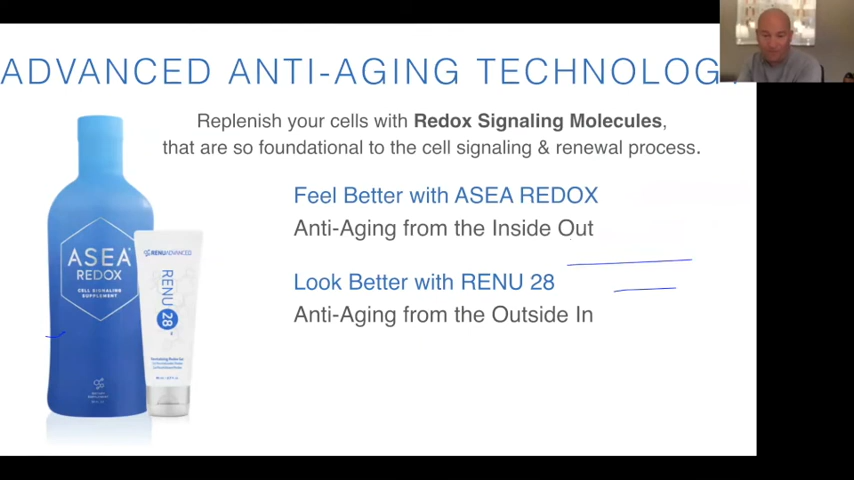 ADVANCED ANTI-AGING TECHNOLOG
Replenish your cells with Redox Signaling Molecules,
that are so foundational to the cell signaling & renewal process.
Feel Better with ASEA REDOX
Anti-Aging from the Inside Out
Look Better with RENU 28
Anti-Aging from the Outside In
ASEA
REDOX
CELL SIGNALING
SUPPLEMENT
RENUADVANCED
RENU
28